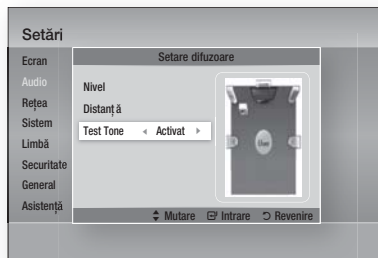 Setări
Ecran
Audio
Rețea
Sistem
Limbă
Securitate
General
Asistență
Setare difuzoare
Nivel
Distanță
Test Tone ◄ Activat ►
Mutare Intrare Revenire